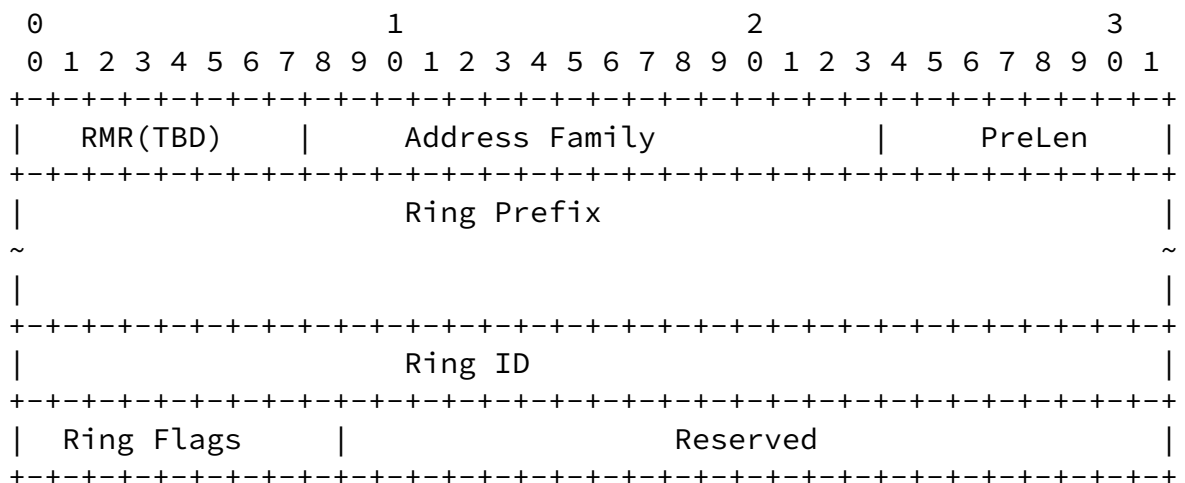 0                   1                   2                   3
 0 1 2 3 4 5 6 7 8 9 0 1 2 3 4 5 6 7 8 9 0 1 2 3 4 5 6 7 8 9 0 1
+-+-+-+-+-+-+-+-+-+-+-+-+-+-+-+-+-+-+-+-+-+-+-+-+-+-+-+-+-+-+-+-+
|   RMR(TBD)    |     Address Family            |     PreLen    |
+-+-+-+-+-+-+-+-+-+-+-+-+-+-+-+-+-+-+-+-+-+-+-+-+-+-+-+-+-+-+-+-+
|                     Ring Prefix                               |
~                                                               ~
|                                                               |
+-+-+-+-+-+-+-+-+-+-+-+-+-+-+-+-+-+-+-+-+-+-+-+-+-+-+-+-+-+-+-+-+
|                     Ring ID                                   |
+-+-+-+-+-+-+-+-+-+-+-+-+-+-+-+-+-+-+-+-+-+-+-+-+-+-+-+-+-+-+-+-+
|  Ring Flags     |                  Reserved                   |
+-+-+-+-+-+-+-+-+-+-+-+-+-+-+-+-+-+-+-+-+-+-+-+-+-+-+-+-+-+-+-+-+